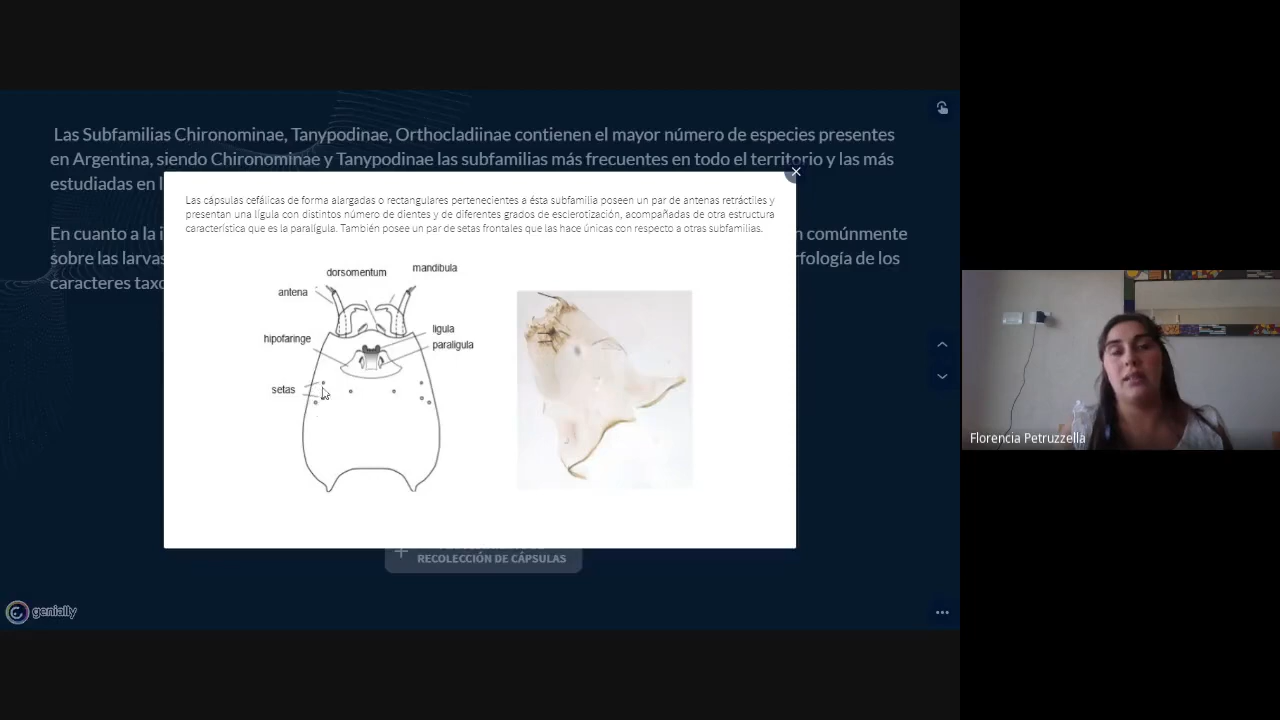 Las Subfamilias Chironominae, Tanypodinae, Orthocladiinae contienen el mayor número de especies presentes
en Argentina, siendo Chironominae y Tanypodinae las subfamilias más frecuentes en todo el territorio y las más
estudiadas en l
Las cápsulas cefálicas de forma alargadas o rectangulares pertenecientes a ésta subfamilia poseen un par de antenas retráctiles y
presentan una lígula con distintos número de dientes y de diferentes grados de esclerotización, acompañadas de otra estructura
característica que es la paralígula. También posee un par de setas frontales que las hace únicas con respecto a otras subfamilias.
En cuanto a la i
n comúnmente
sobre las larvas
rfología de los
caracteres taxo
dorsomentum
mandibula
antena
hipofaringe
ligula
paraligula
setas
RECOLECCIÓN DE CÁPSULAS
genially
Florencia Petruzzella